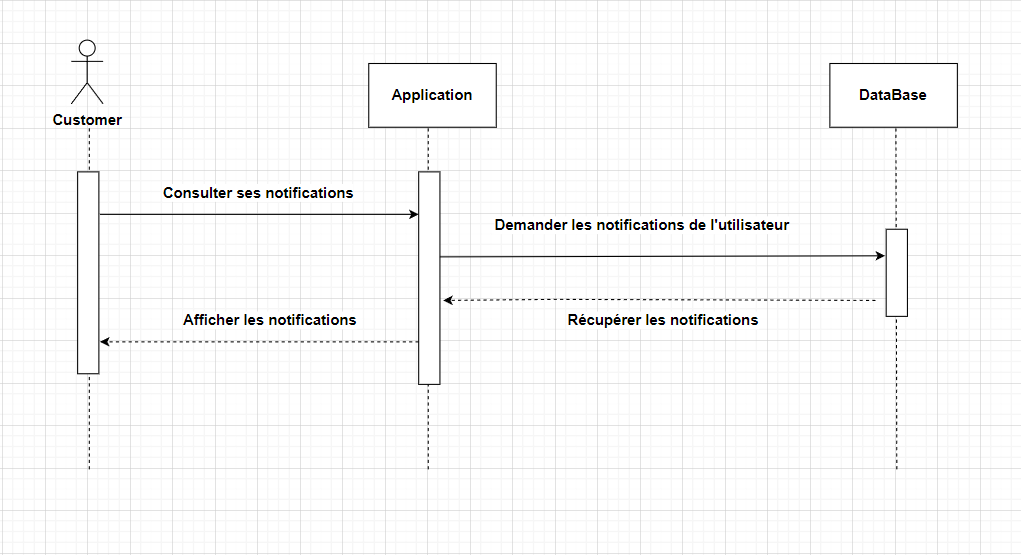 Customer
Application
DataBase
Consulter ses notifications
Demander les notifications de l'utilisateur
Afficher les notifications
Récupérer les notifications